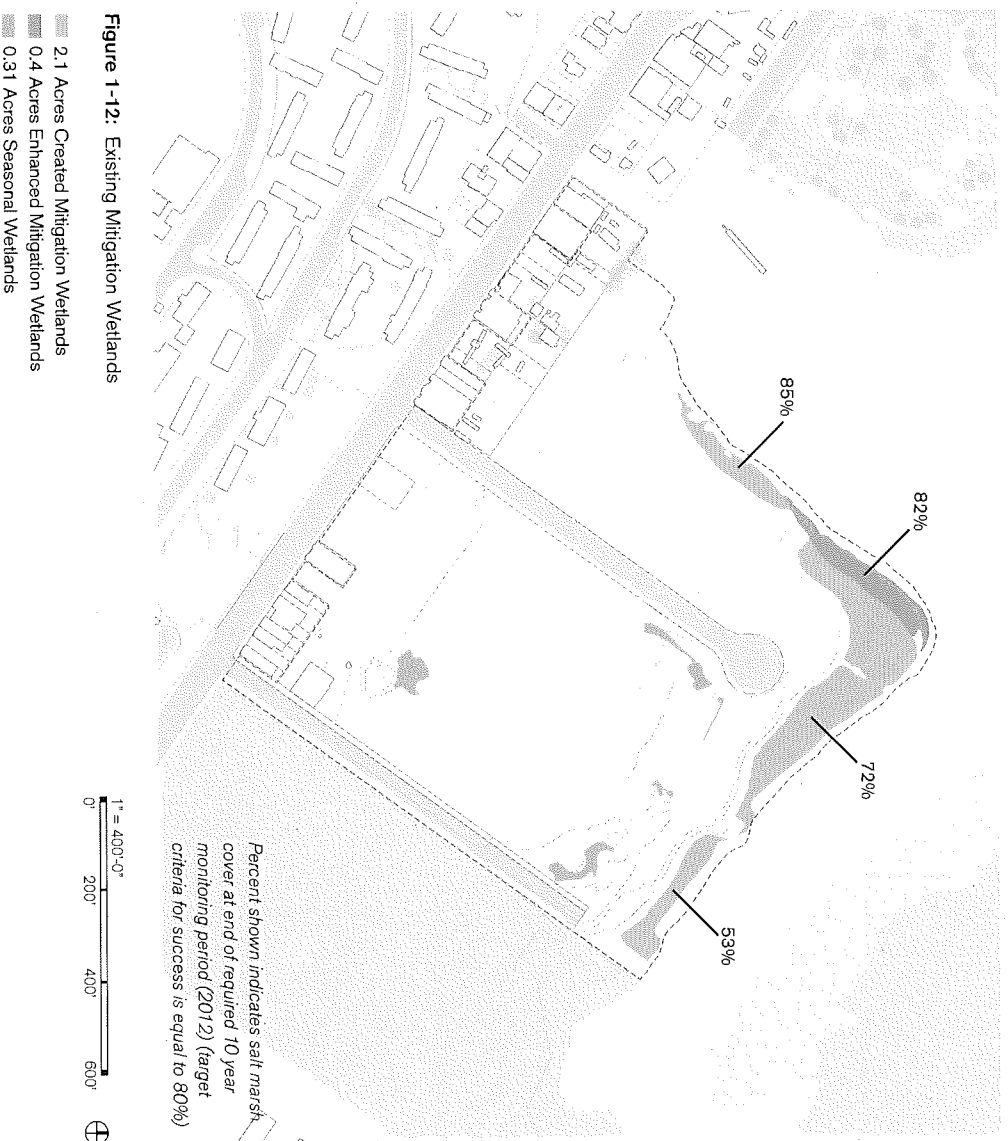 Figure 1-12: Existing Mitigation Wetlands
2.1 Acres Created Mitigation Wetlands
0.4 Acres Enhanced Mitigation Wetlands
0.31 Acres Seasonal Wetlands
85%
82%
72%
53%
Percent shown indicates salt marsh
cover at end of required 10 year
monitoring period (2012) (target
criteria for success is equal to 80%)
1" = 400'-0"
0' 200' 400' 600'